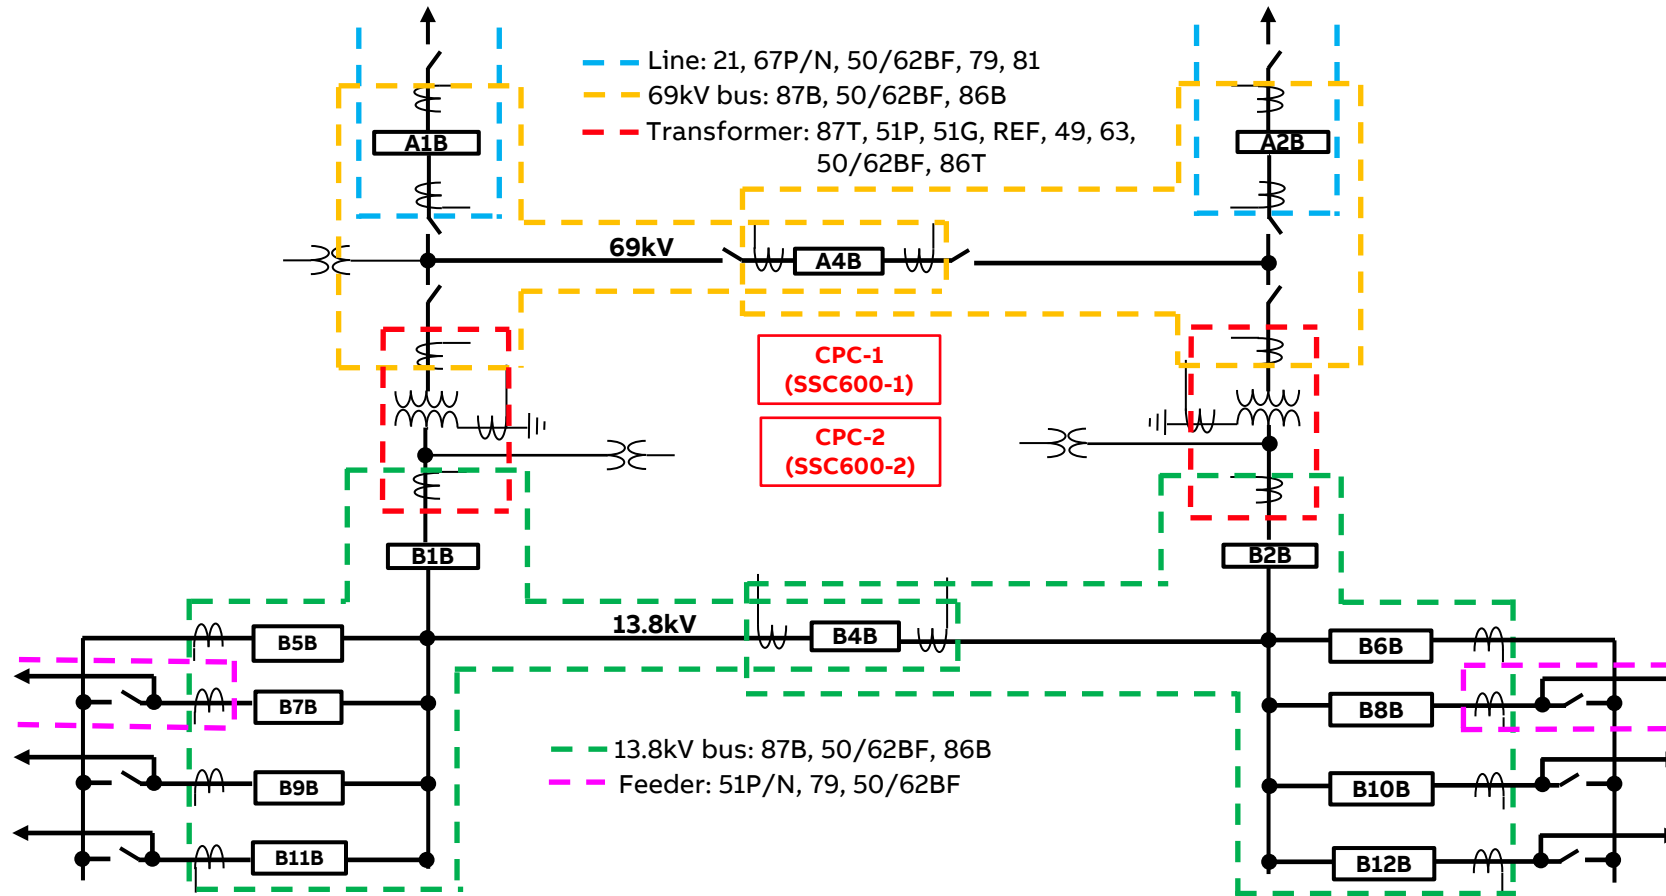 Line: 21, 67P/N, 50/62BF, 79, 81
69kV bus: 87B, 50/62BF, 86B
Transformer: 87T, 51P, 51G, REF, 49, 63,
50/62BF, 86T
A1B
A2B
69kV
A4B
CPC-1
(SSC600-1)
CPC-2
(SSC600-2)
B1B
B2B
13.8kV
B4B
B5B
B6B
B7B
B8B
13.8kV bus: 87B, 50/62BF, 86B
Feeder: 51P/N, 79, 50/62BF
B9B
B10B
B11B
B12B